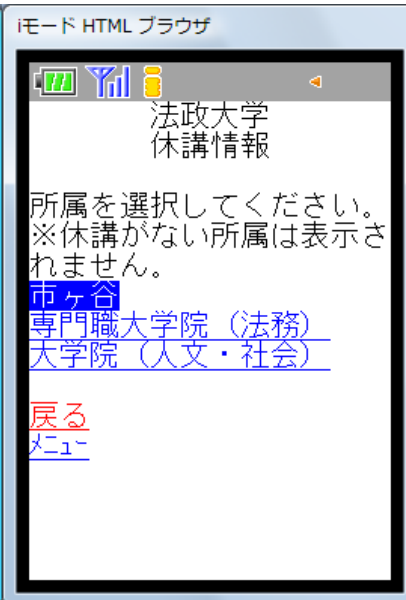 iモード HTML ブラウザ
法政大学
休講情報
所属を選択してください。
※休講がない所属は表示さ
れません。
市ヶ谷
専門職大学院（法務）
大学院（人文・社会）
戻る
ﾒﾆｭｰ